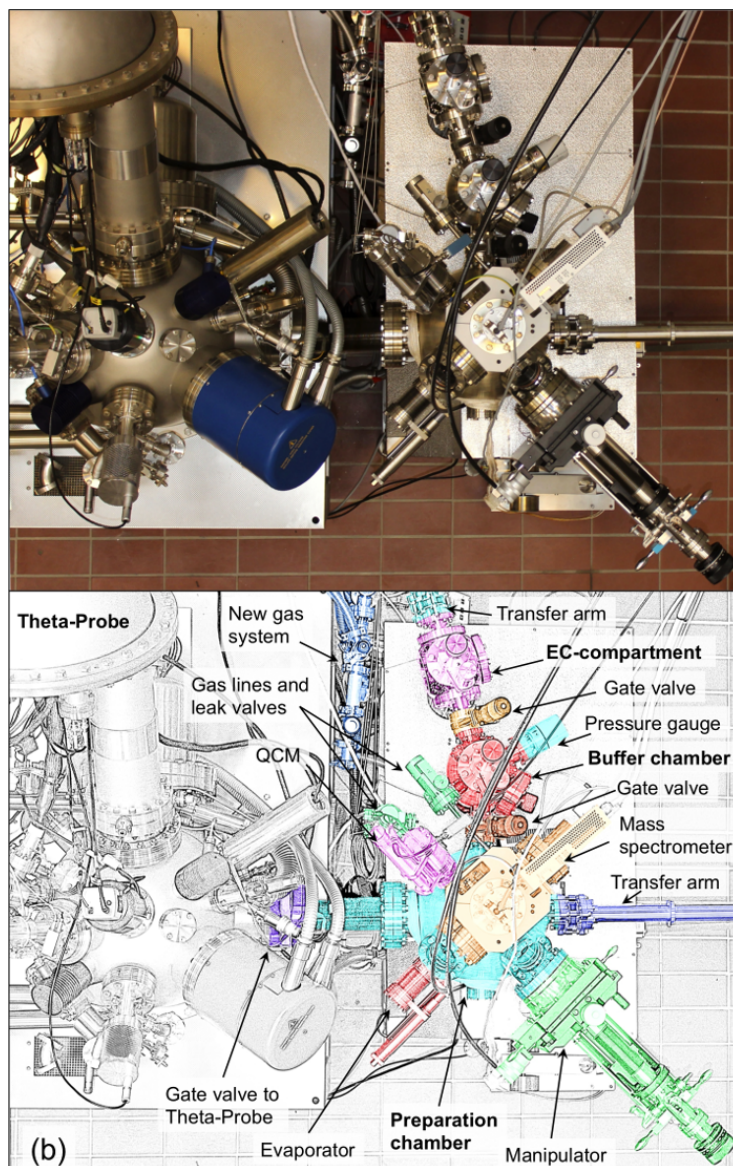 Theta-Probe
New gas
system
Transfer arm
EC-compartment
Gas lines and
leak valves
Gate valve
Pressure gauge
QCM
Buffer chamber
Gate valve
Mass
spectrometer
Transfer arm
Gate valve to
Theta-Probe
Evaporator
Preparation
chamber
Manipulator
(b)